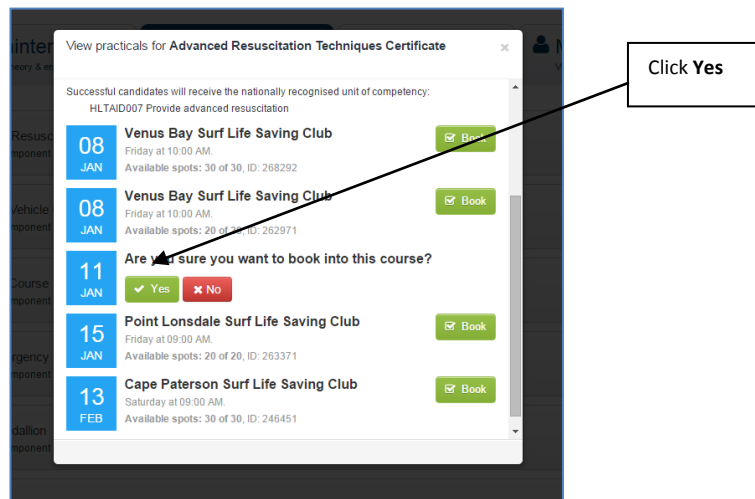 View practicals for Advanced Resuscitation Techniques Certificate
×
Successful candidates will receive the nationally recognised unit of competency:
HLTAID007 Provide advanced resuscitation
08
JAN
Venus Bay Surf Life Saving Club
Friday at 10:00 AM.
Available spots: 30 of 30, ID: 268292
Book
08
JAN
Venus Bay Surf Life Saving Club
Friday at 10:00 AM.
Available spots: 20 of 20, ID: 262971
Book
11
JAN
Are you sure you want to book into this course?
Yes
No
15
JAN
Point Lonsdale Surf Life Saving Club
Friday at 09:00 AM.
Available spots: 20 of 20, ID: 263371
Book
13
FEB
Cape Paterson Surf Life Saving Club
Saturday at 09:00 AM.
Available spots: 30 of 30, ID: 246451
Book
Click Yes